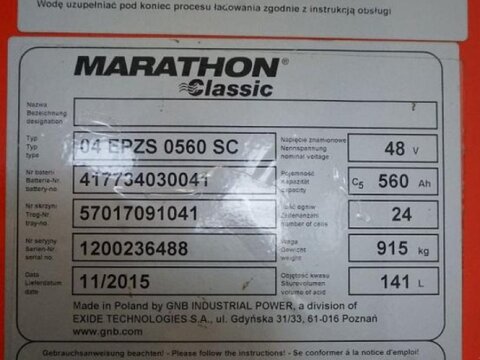 Wodę uzupełniać pod koniec procesu ładowania zgodnie z instrukcją obsługi
MARATHON®
Classic
Nazwa
Bezeichnung
designation
Typ
Typ
type
04 EPZS 0560 SC
Napięcie znamionowe
Nennspannung
nominal voltage
48 V
Nr baterii
Batterie-Nr.
battery-no
417734030041
Pojemność
Kapazität
capacity
C5 560 Ah
Nr skrzyni
Trog-Nr.
tray-no.
57017091041
Ilość ogniw
Zellenanzahl
number of cells
24
Nr seryjny
Serien-Nr.
serial no.
1200236488
Waga
Gewicht
weight
915 kg
Data
Lieferdatum
date
11/2015
Objętość kwasu
Säurevolumen
volume of acid
141 L
Made in Poland by GNB INDUSTRIAL POWER, a division of
EXIDE TECHNOLOGIES S.A., ul. Gdyńska 31/33, 61-016 Poznań
www.gnb.com
Gebrauchsanweisung beachten! - Please follow the instructions! - Se conformer à la notice d'emploi!